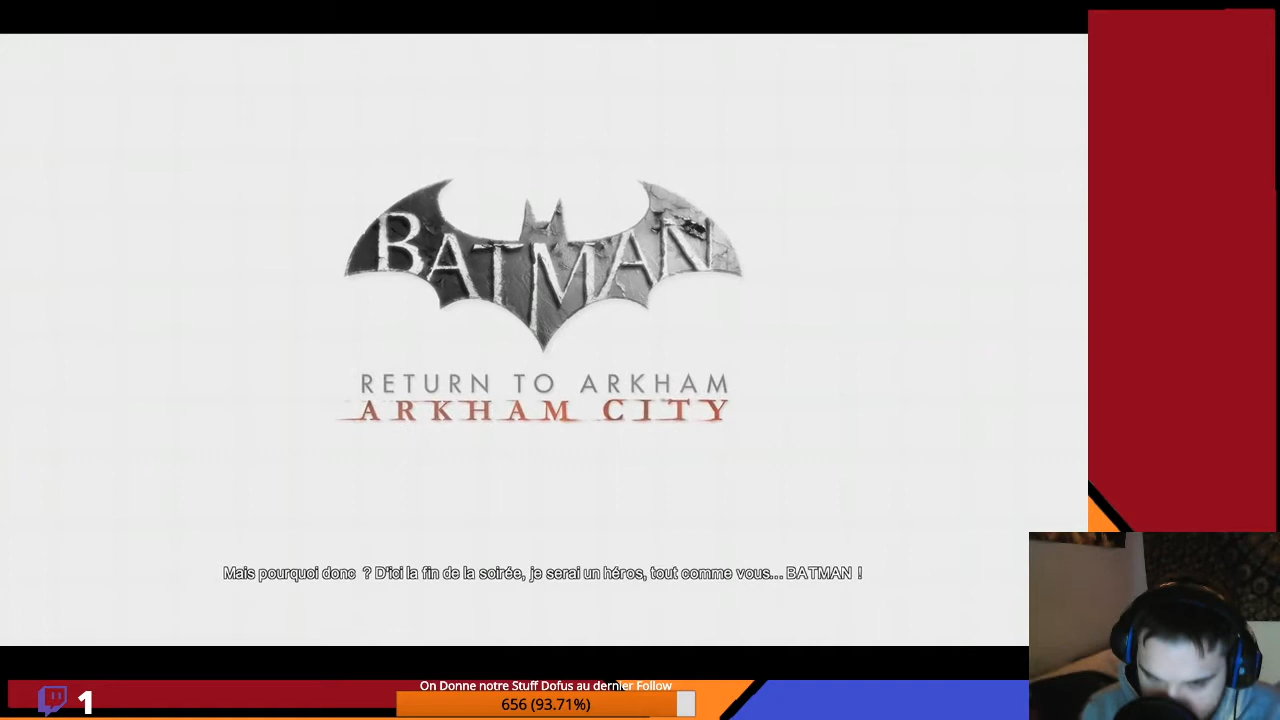 BATMAN
RETURN TO ARKHAM
ARKHAM CITY
Mais pourquoi donc ? D'ici la fin de la soirée, je serai un héros, tout comme vous... BATMAN !
On Donne notre Stuff Dofus au dernier Follow
1
656 (93.71%)